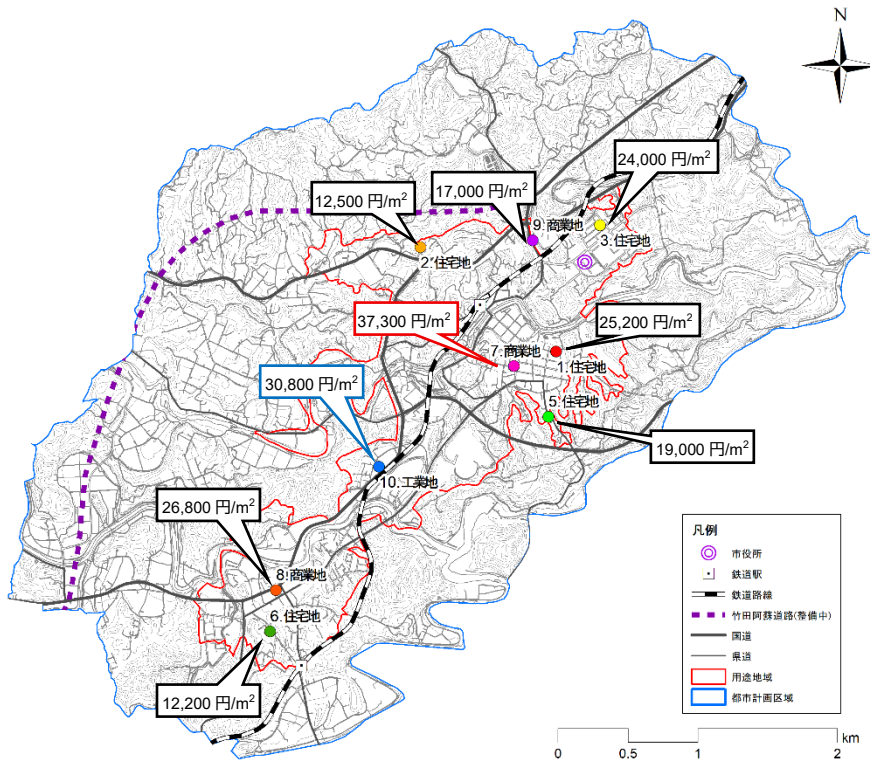 N
24,000 円/m²
17,000 円/m²
12,500 円/m²
9. 商業地
3. 住宅地
2. 住宅地
37,300 円/m²
25,200 円/m²
7. 商業地
1. 住宅地
30,800 円/m²
5. 住宅地
19,000 円/m²
10. 工業地
26,800 円/m²
8. 商業地
6. 住宅地
12,200 円/m²
凡例
市役所
鉄道駅
鉄道路線
竹田阿蘇道路(整備中)
国道
県道
用途地域
都市計画区域
km
0 0.5 1 2